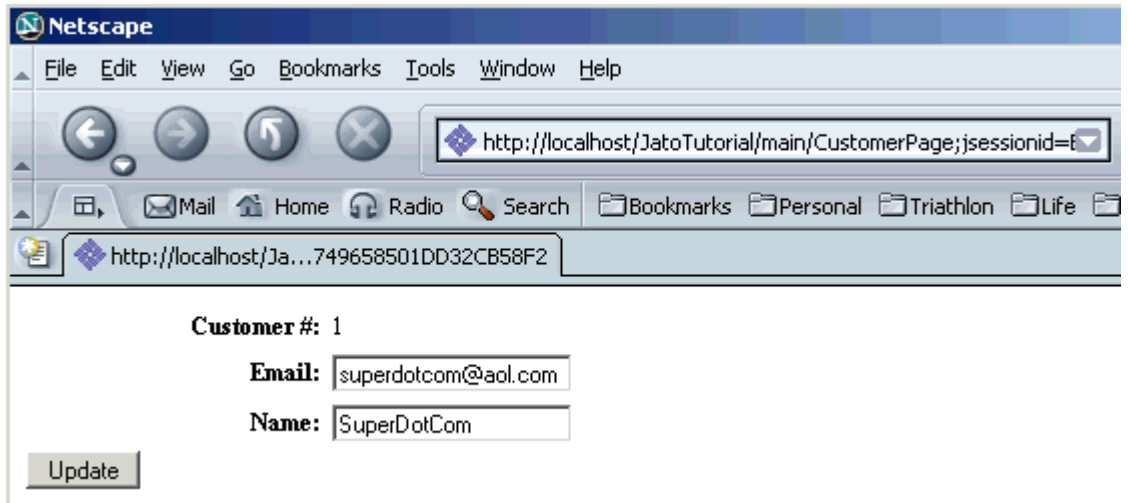 Netscape
File Edit View Go Bookmarks Tools Window Help
http://localhost/JatoTutorial/main/CustomerPage;jsessionid=
Mail Home Radio Search Bookmarks Personal Triathlon Life
http://localhost/Ja...749658501DD32CB58F2
Customer #: 1
Email: superdotcom@aol.com
Name: SuperDotCom
Update